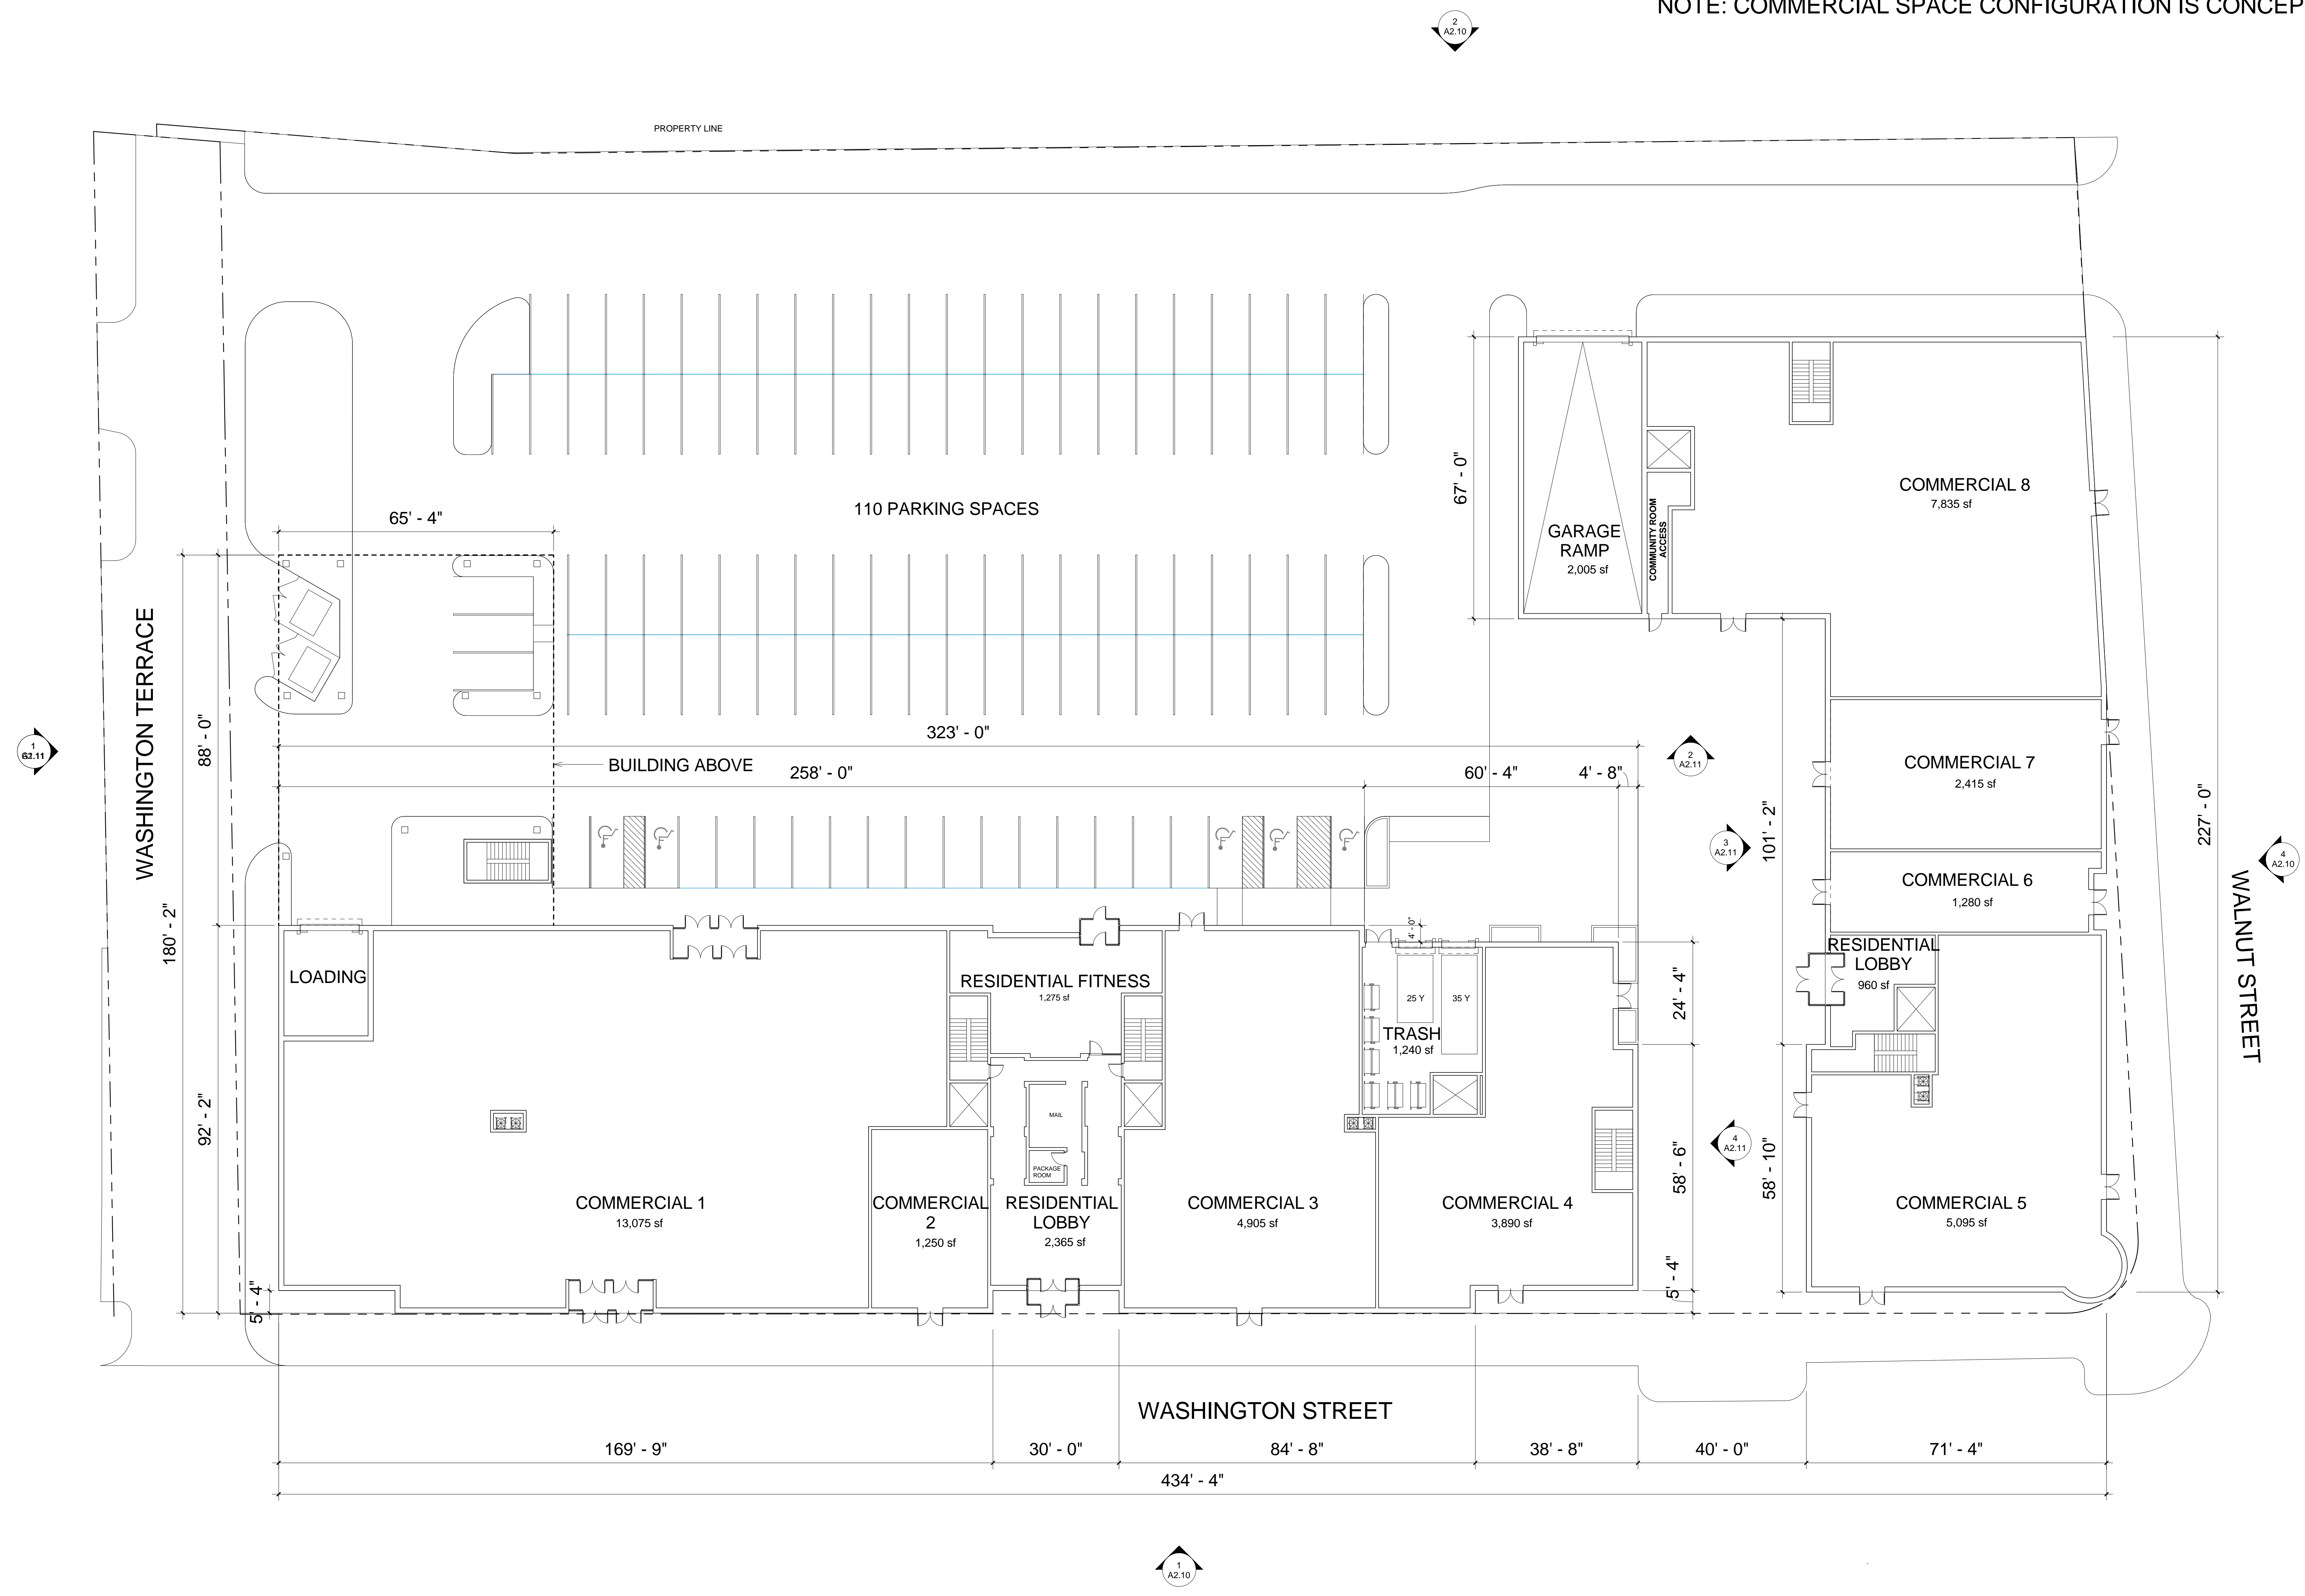 NOTE: COMMERCIAL SPACE CONFIGURATION IS CONCEP
2
A2.10
PROPERTY LINE
110 PARKING SPACES
65' - 4"
67' - 0"
GARAGE
RAMP
2,005 sf
COMMUNITY ROOM
ACCESS
COMMERCIAL 8
7,835 sf
WASHINGTON TERRACE
88' - 0"
180' - 2"
92' - 2"
5' - 4"
1
323' - 0"
BUILDING ABOVE
258' - 0"
60' - 4"
4' - 8"
2
A2.11
3
A2.11
101' - 2"
COMMERCIAL 7
2,415 sf
COMMERCIAL 6
1,280 sf
227' - 0"
4
A2.10
WALNUT STREET
LOADING
RESIDENTIAL FITNESS
1,275 sf
4' - 0"
25 Y
35 Y
TRASH
1,240 sf
24' - 4"
RESIDENTIAL
LOBBY
960 sf
MAIL
PACKAGE
ROOM
58' - 6"
4
A2.11
58' - 10"
5' - 4"
COMMERCIAL 1
13,075 sf
COMMERCIAL
2
1,250 sf
RESIDENTIAL
LOBBY
2,365 sf
COMMERCIAL 3
4,905 sf
COMMERCIAL 4
3,890 sf
COMMERCIAL 5
5,095 sf
WASHINGTON STREET
169' - 9"
30' - 0"
84' - 8"
38' - 8"
40' - 0"
71' - 4"
434' - 4"
1
A2.10